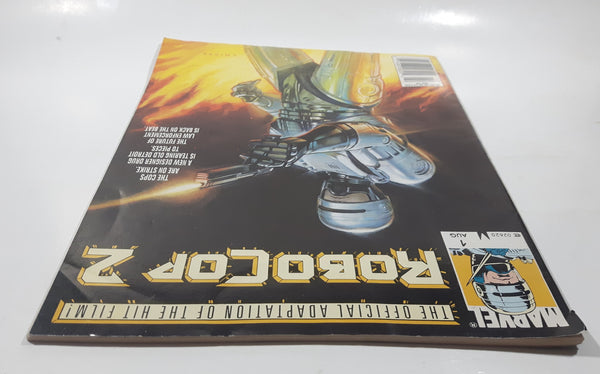 THE OFFICIAL ADAPTATION OF THE HIT FILM!
MARVEL®
1
AUG
02620
ROBOCOP 2
THE COPS
ARE ON STRIKE.
A NEW DESIGNER DRUG
IS TEARING OLD DETROIT
TO PIECES.
THE FUTURE OF
LAW ENFORCEMENT
IS BACK ON THE BEAT.